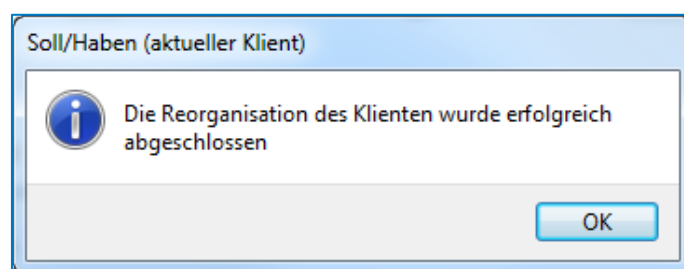 Soll/Haben (aktueller Klient)
Die Reorganisation des Klienten wurde erfolgreich
abgeschlossen
OK